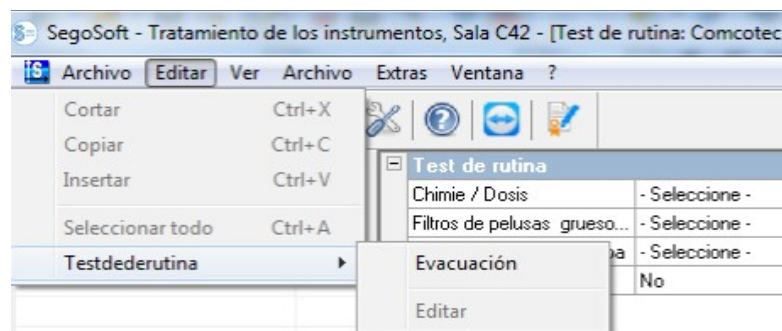 SegoSoft - Tratamiento de los instrumentos, Sala C42 - [Test de rutina: Comcotec
Archivo Editar Ver Archivo Extras Ventana ?
Cortar Ctrl+X
Copiar Ctrl+C
Insertar Ctrl+V
Seleccionar todo Ctrl+A
Testdederutina
Evacuación
Editar
Test de rutina
Chimie / Dosis - Seleccione -
Filtros de pelusas grueso... - Seleccione -
- Seleccione -
No